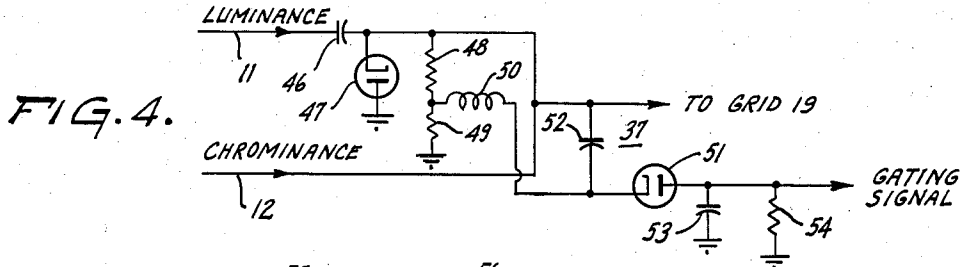 LUMINANCE
11
46
47
48
50
49
FIG. 4.
CHROMINANCE
12
52
37
TO GRID 19
51
53
54
GATING
SIGNAL